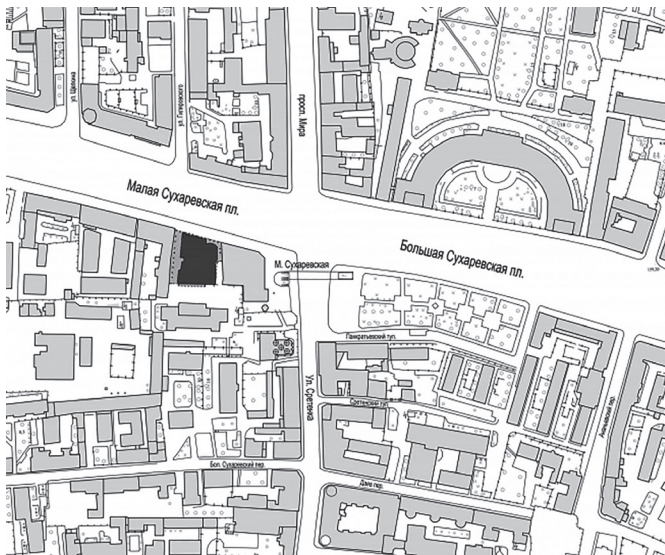 ул. Щепкина
ул. Гиляровского
просп. Мира
Малая Сухаревская пл.
Большая Сухаревская пл.
М. Сухаревская
Панкратьевский туп.
Ул. Сретенка
Сретенский туп.
Бол. Сухаревский пер.
Даев пер.